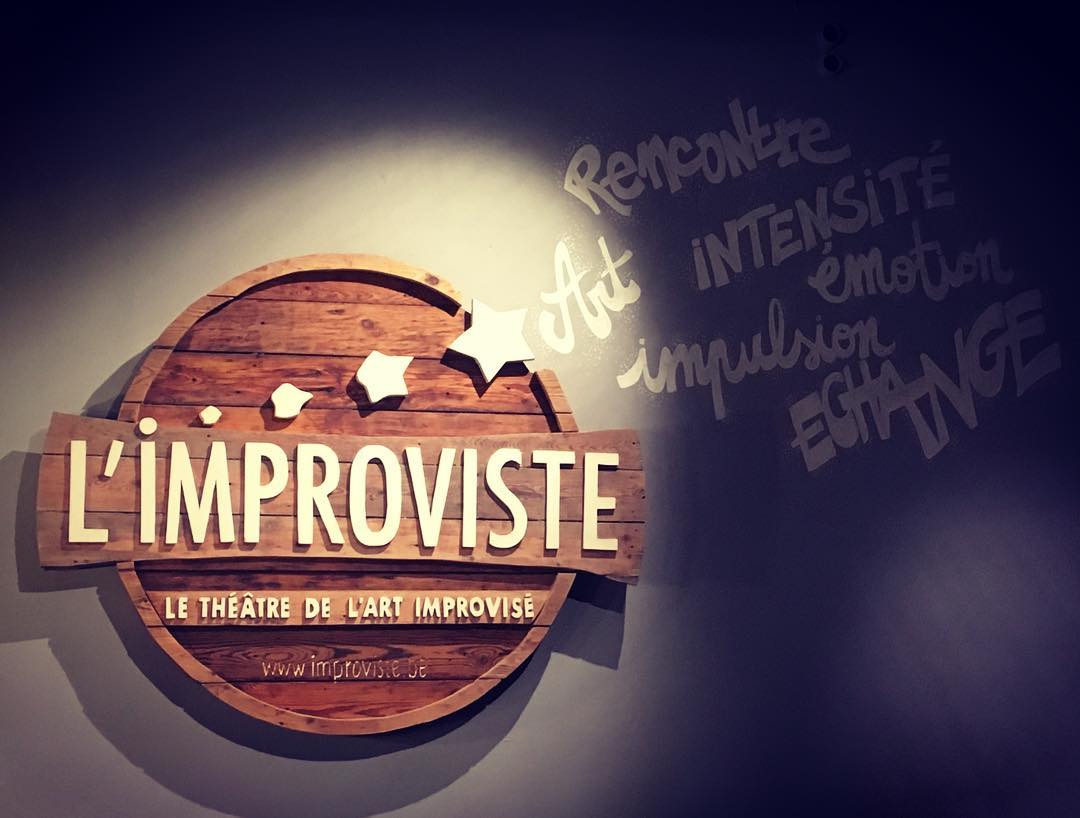 Rencontre
iNTENSiTÉ
Art
émotion
impulsion
ECHANGE
L'iMPROVISTE
LE THÉÂTRE DE L'ART IMPROVISÉ
www.improviste.be